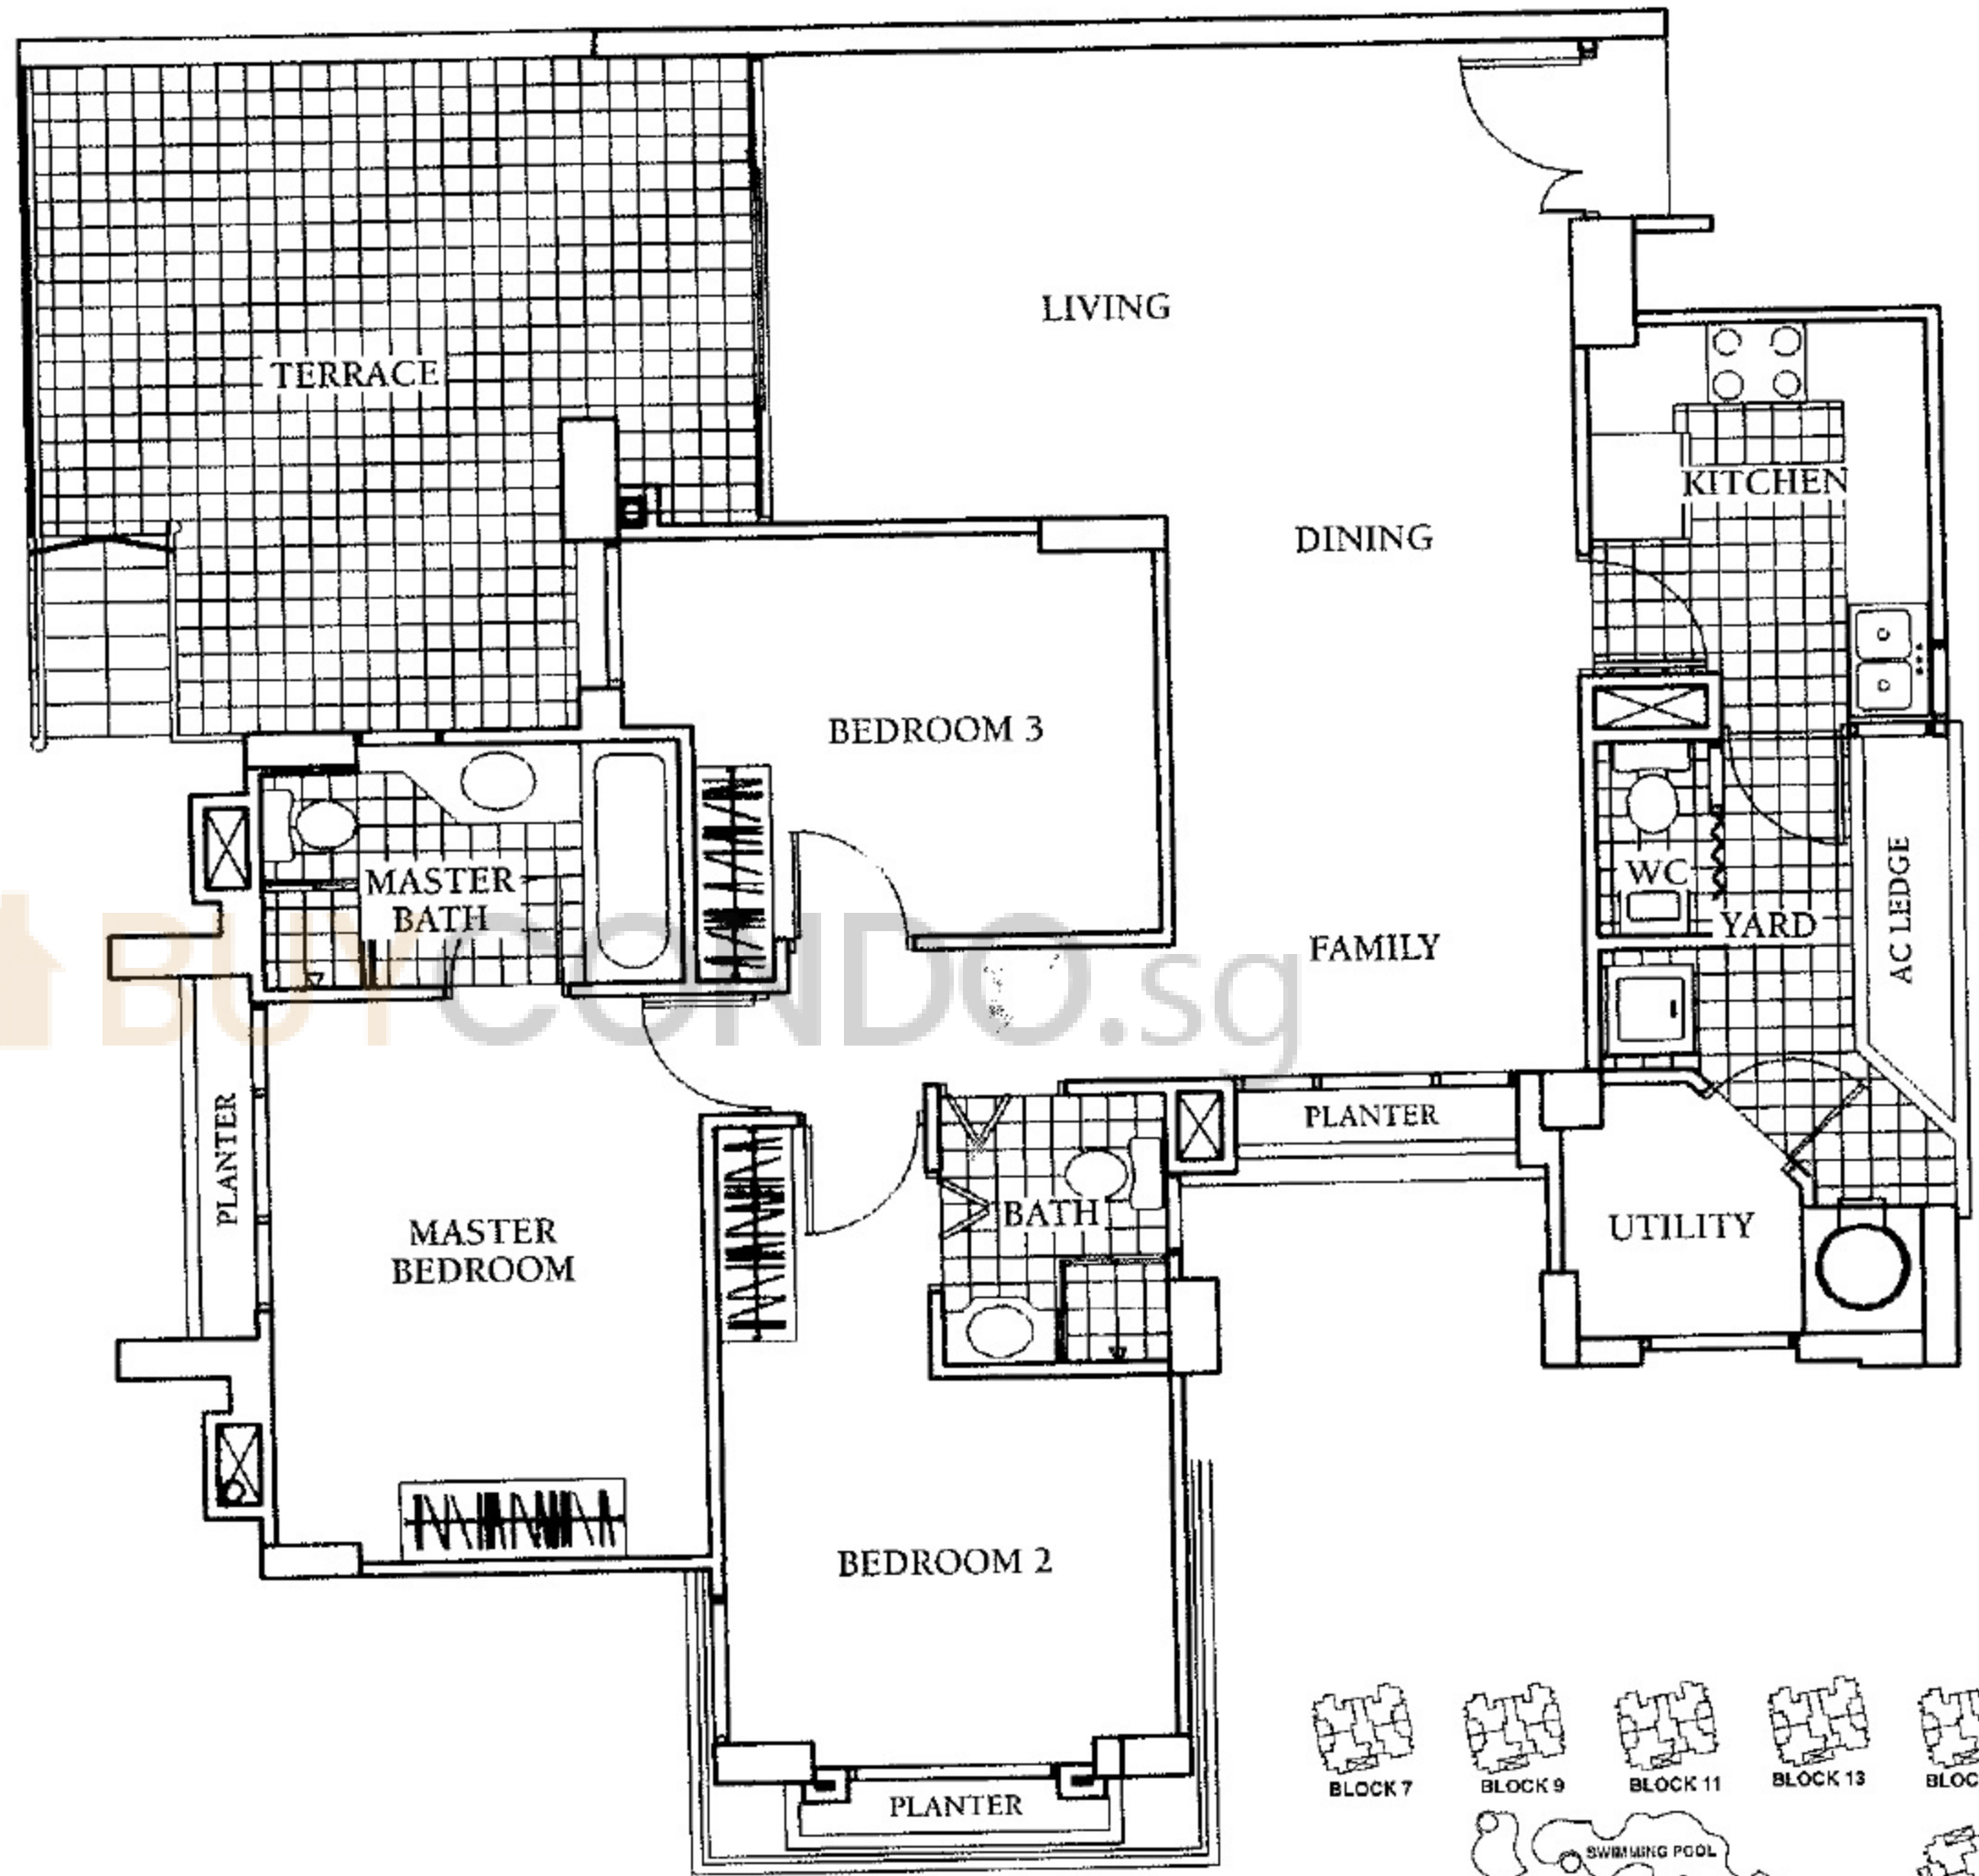 LIVING
TERRACE
KITCHEN
DINING
BEDROOM 3
MASTER
BATH
WC
YARD
AC LEDGE
FAMILY
BUYCONDO.sg
PLANTER
PLANTER
MASTER
BEDROOM
BATH
UTILITY
BEDROOM 2
PLANTER
BLOCK 7
BLOCK 9
BLOCK 11
BLOCK 13
BLOC
SWIMMING POOL